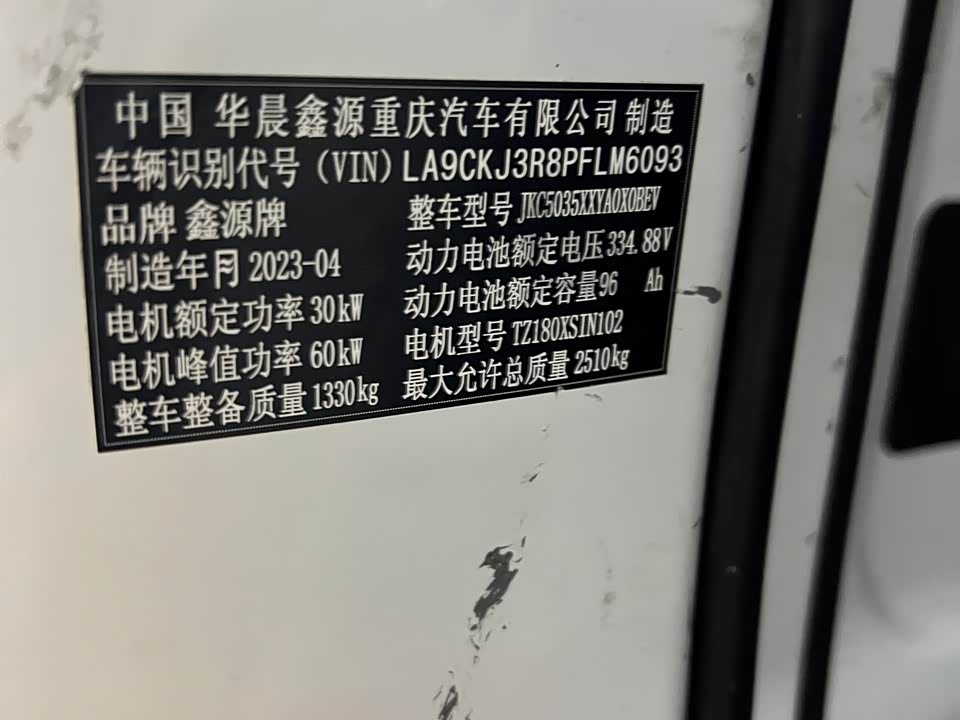 中国 华晨鑫源重庆汽车有限公司 制造
车辆识别代号（VIN）LA9CKJ3R8PFLM6093
品牌 鑫源牌 整车型号 JKC5035XXYA0X0BEV
制造年月 2023-04 动力电池额定电压 334.88V
电机额定功率 30kW 动力电池额定容量 96 Ah
电机峰值功率 60kW 电机型号 TZ180XSIN102
整车整备质量 1330kg 最大允许总质量 2510kg